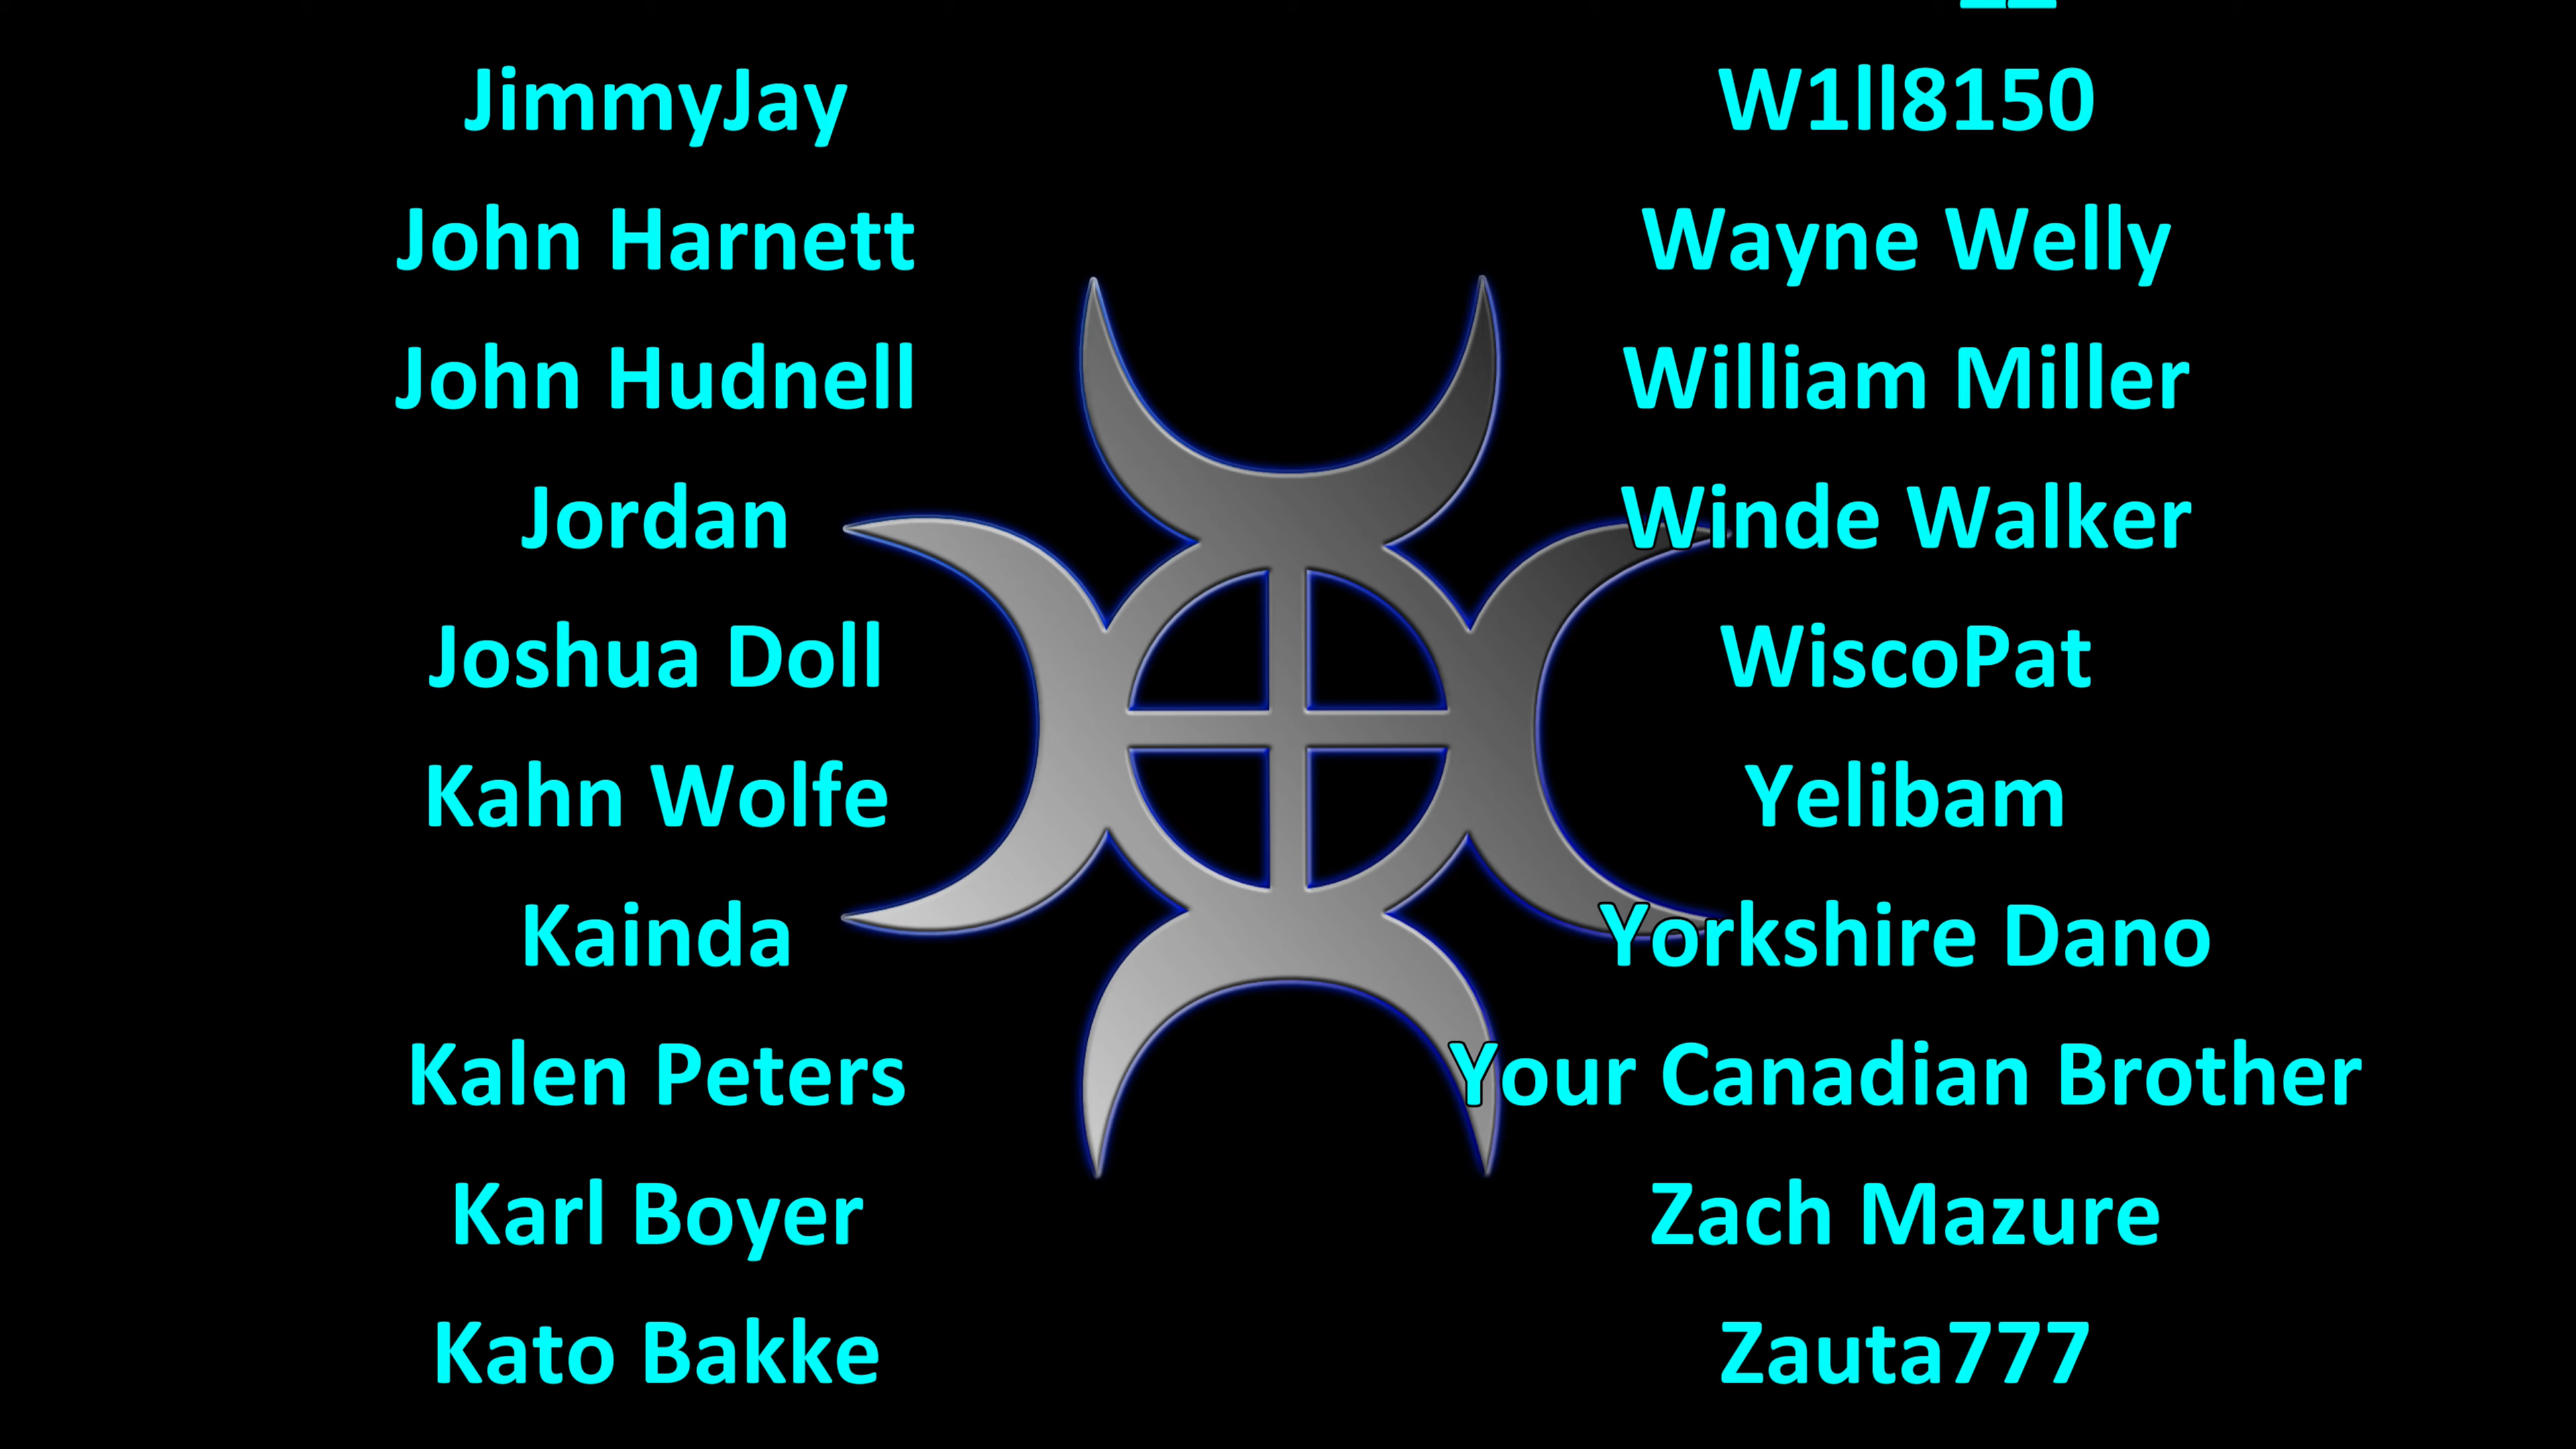 JimmyJay
John Harnett
John Hudnell
Jordan
Joshua Doll
Kahn Wolfe
Kainda
Kalen Peters
Karl Boyer
Kato Bakke
W1ll8150
Wayne Welly
William Miller
Winde Walker
WiscoPat
Yelibam
Yorkshire Dano
Your Canadian Brother
Zach Mazure
Zauta777